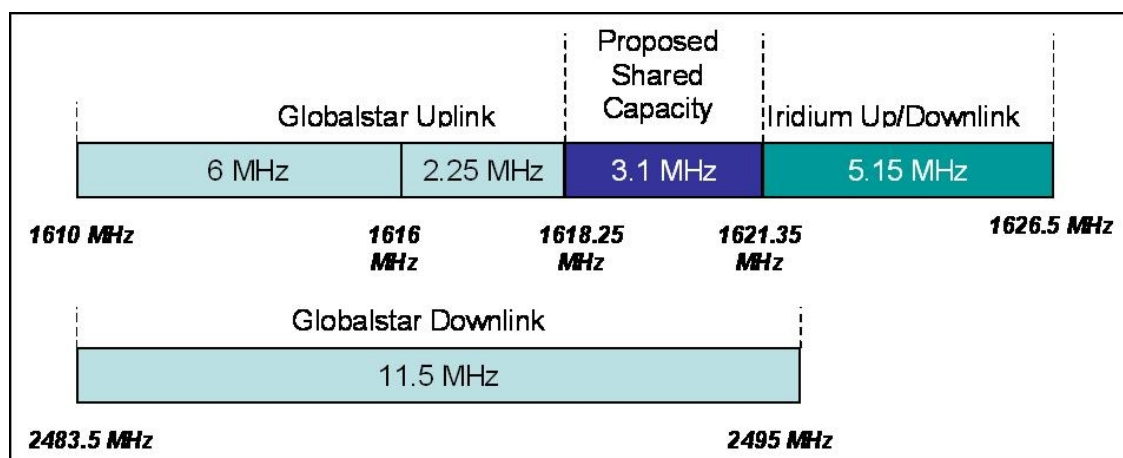 Proposed
Shared
Capacity
Globalstar Uplink
Iridium Up/Downlink
6 MHz
2.25 MHz
3.1 MHz
5.15 MHz
1610 MHz
1616
MHz
1618.25
MHz
1621.35
MHz
1626.5 MHz
Globalstar Downlink
11.5 MHz
2483.5 MHz
2495 MHz